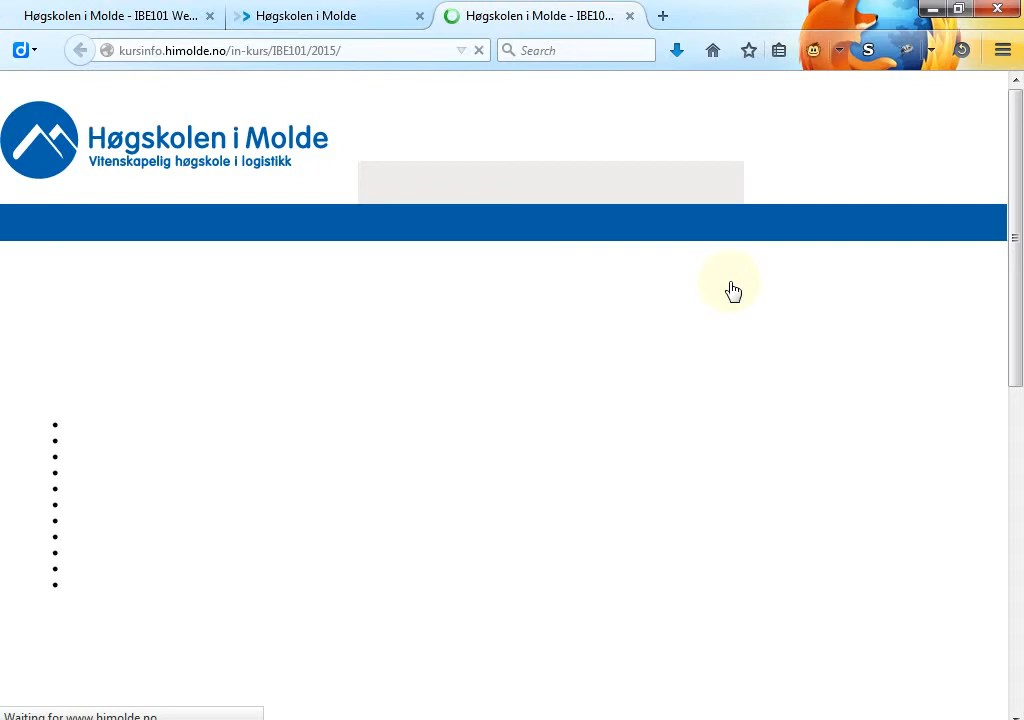 Høgskolen i Molde - IBE101 We...
Høgskolen i Molde
Høgskolen i Molde - IBE10...
kursinfo.himolde.no/in-kurs/IBE101/2015/
Search
Høgskolen i Molde
Vitenskapelig høgskole i logistikk
Waiting for www.himolde.no